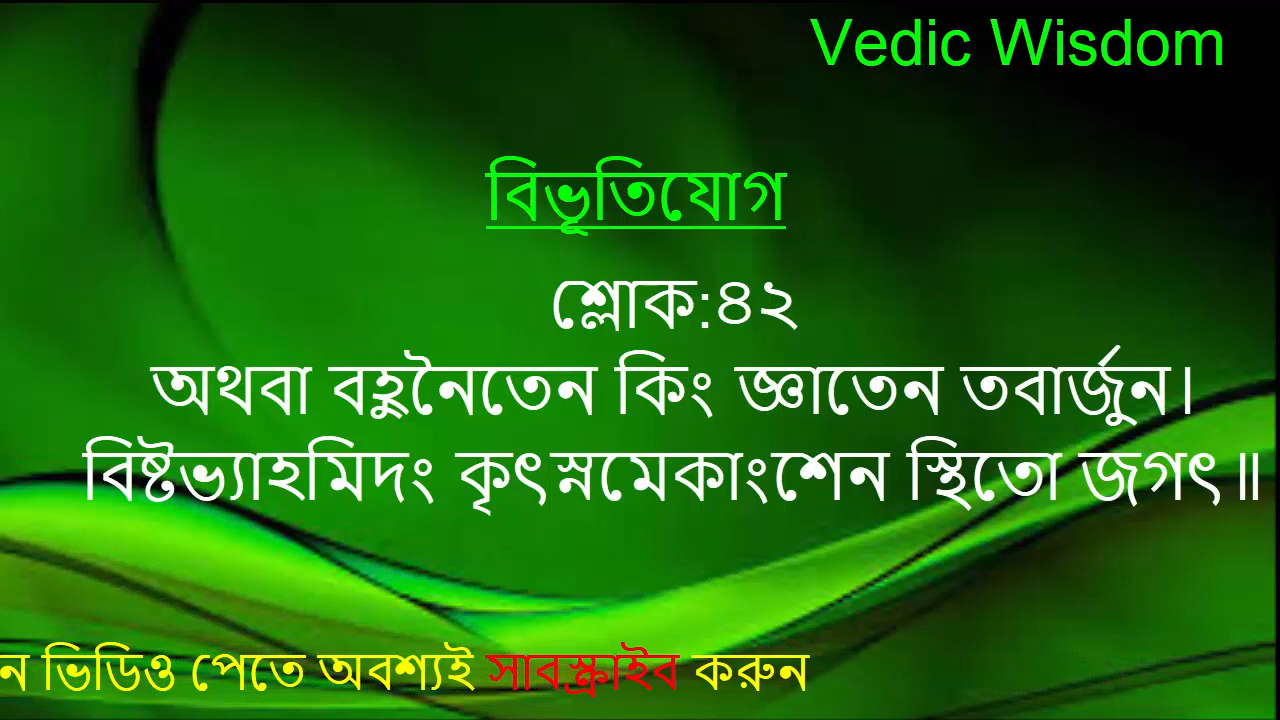 Vedic Wisdom
বিভূতিযোগ
শ্লোক:৪২
অথবা বহুনৈতেন কিং জ্ঞাতেন তবার্জুন।
বিষ্টভ্যাহমিদং কৃৎস্নমেকাংশেন স্থিতো জগৎ॥
ন ভিডিও পেতে অবশ্যই সাবস্ক্রাইব করুন